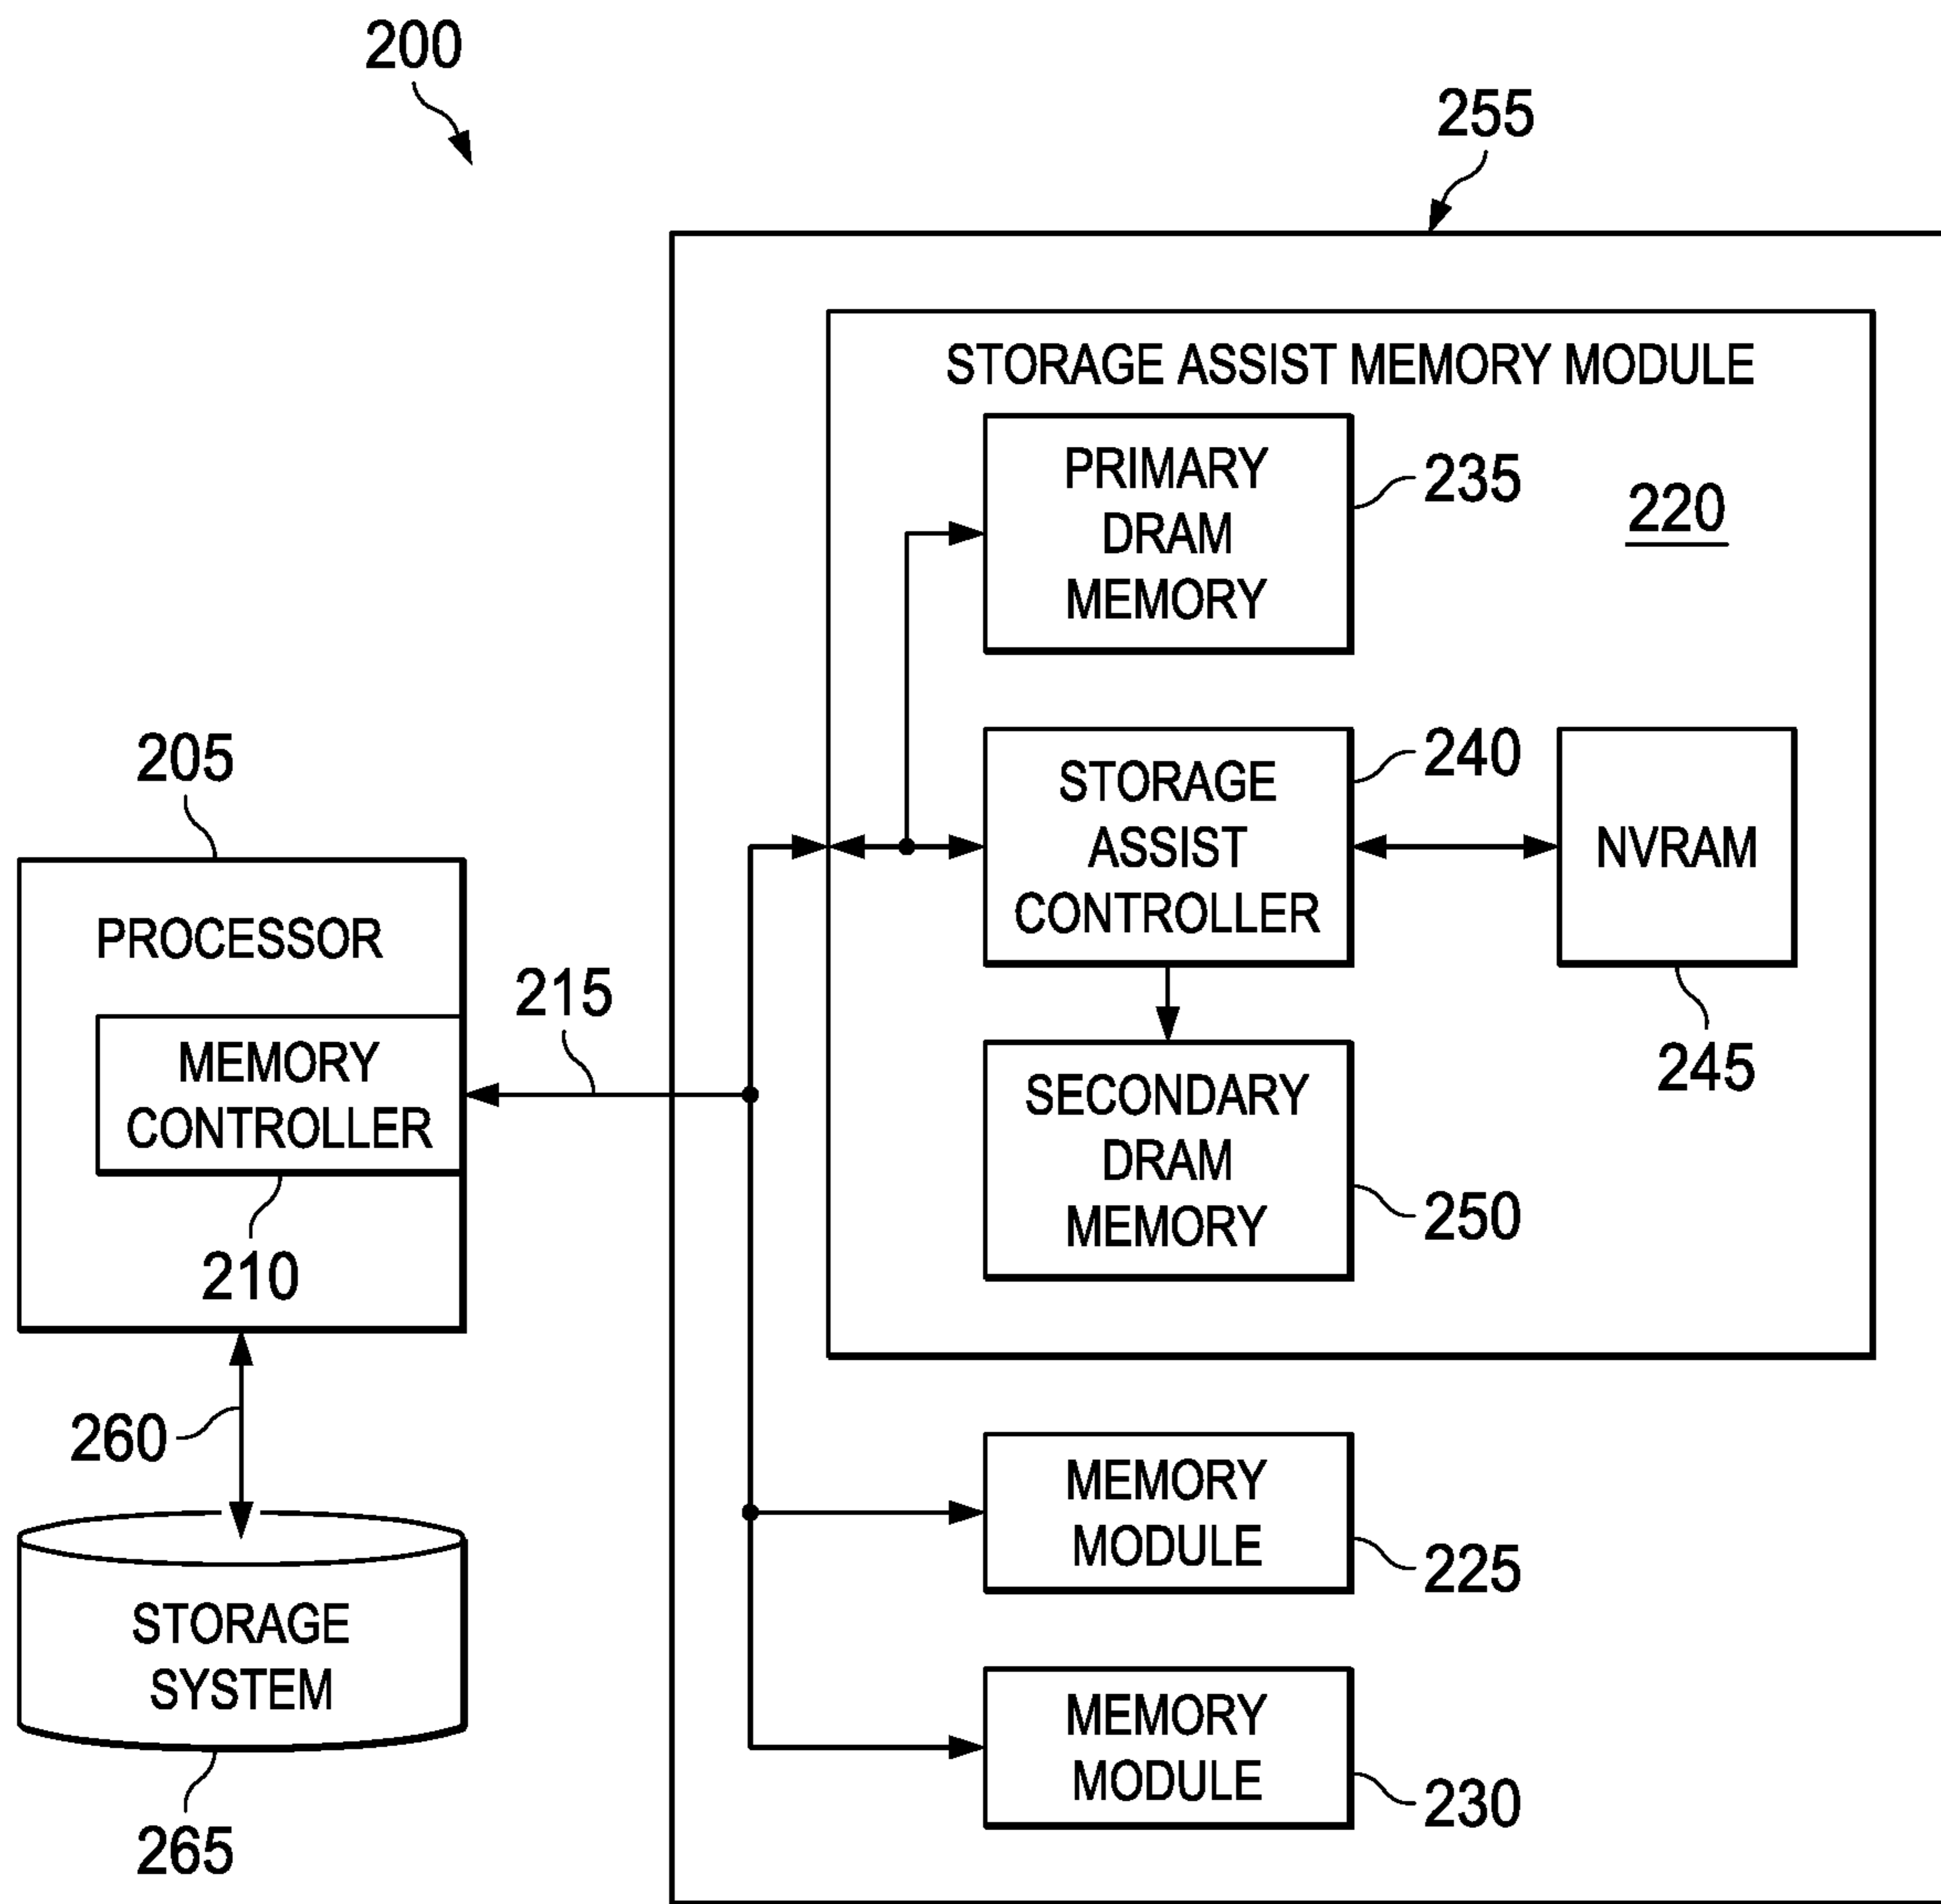 200
255
STORAGE ASSIST MEMORY MODULE
PRIMARY
DRAM
MEMORY
235
220
205
PROCESSOR
MEMORY
CONTROLLER
210
215
STORAGE
ASSIST
CONTROLLER
240
NVRAM
245
SECONDARY
DRAM
MEMORY
250
260
STORAGE
SYSTEM
265
MEMORY
MODULE
225
MEMORY
MODULE
230